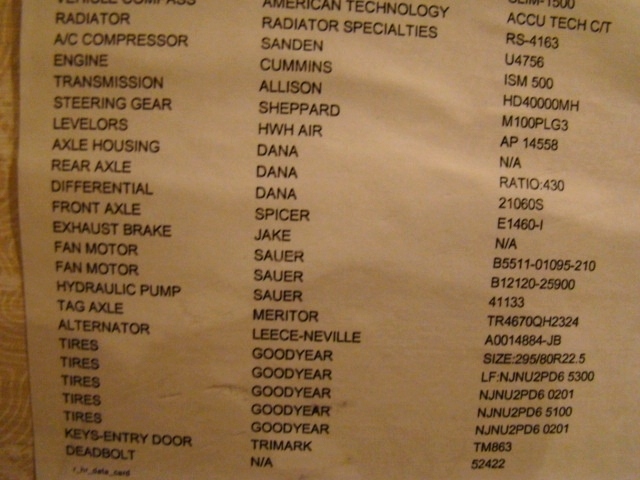 SLIM-1500
VEHICLE COMPASS AMERICAN TECHNOLOGY ACCU TECH C/T
RADIATOR RADIATOR SPECIALTIES RS-4163
A/C COMPRESSOR SANDEN U4756
ENGINE CUMMINS ISM 500
TRANSMISSION ALLISON HD40000MH
STEERING GEAR SHEPPARD M100PLG3
LEVELORS HWH AIR AP 14558
AXLE HOUSING DANA N/A
REAR AXLE DANA RATIO:430
DIFFERENTIAL DANA 21060S
FRONT AXLE SPICER E1460-I
EXHAUST BRAKE JAKE N/A
FAN MOTOR SAUER B5511-01095-210
FAN MOTOR SAUER B12120-25900
HYDRAULIC PUMP SAUER 41133
TAG AXLE MERITOR TR4670QH2324
ALTERNATOR LEECE-NEVILLE A0014884-JB
TIRES GOODYEAR SIZE:295/80R22.5
TIRES GOODYEAR LF:NJNU2PD6 5300
TIRES GOODYEAR NJNU2PD6 0201
TIRES GOODYEAR NJNU2PD6 5100
TIRES GOODYEAR NJNU2PD6 0201
KEYS-ENTRY DOOR TRIMARK TM863
DEADBOLT N/A 52422
r_hr_data_card